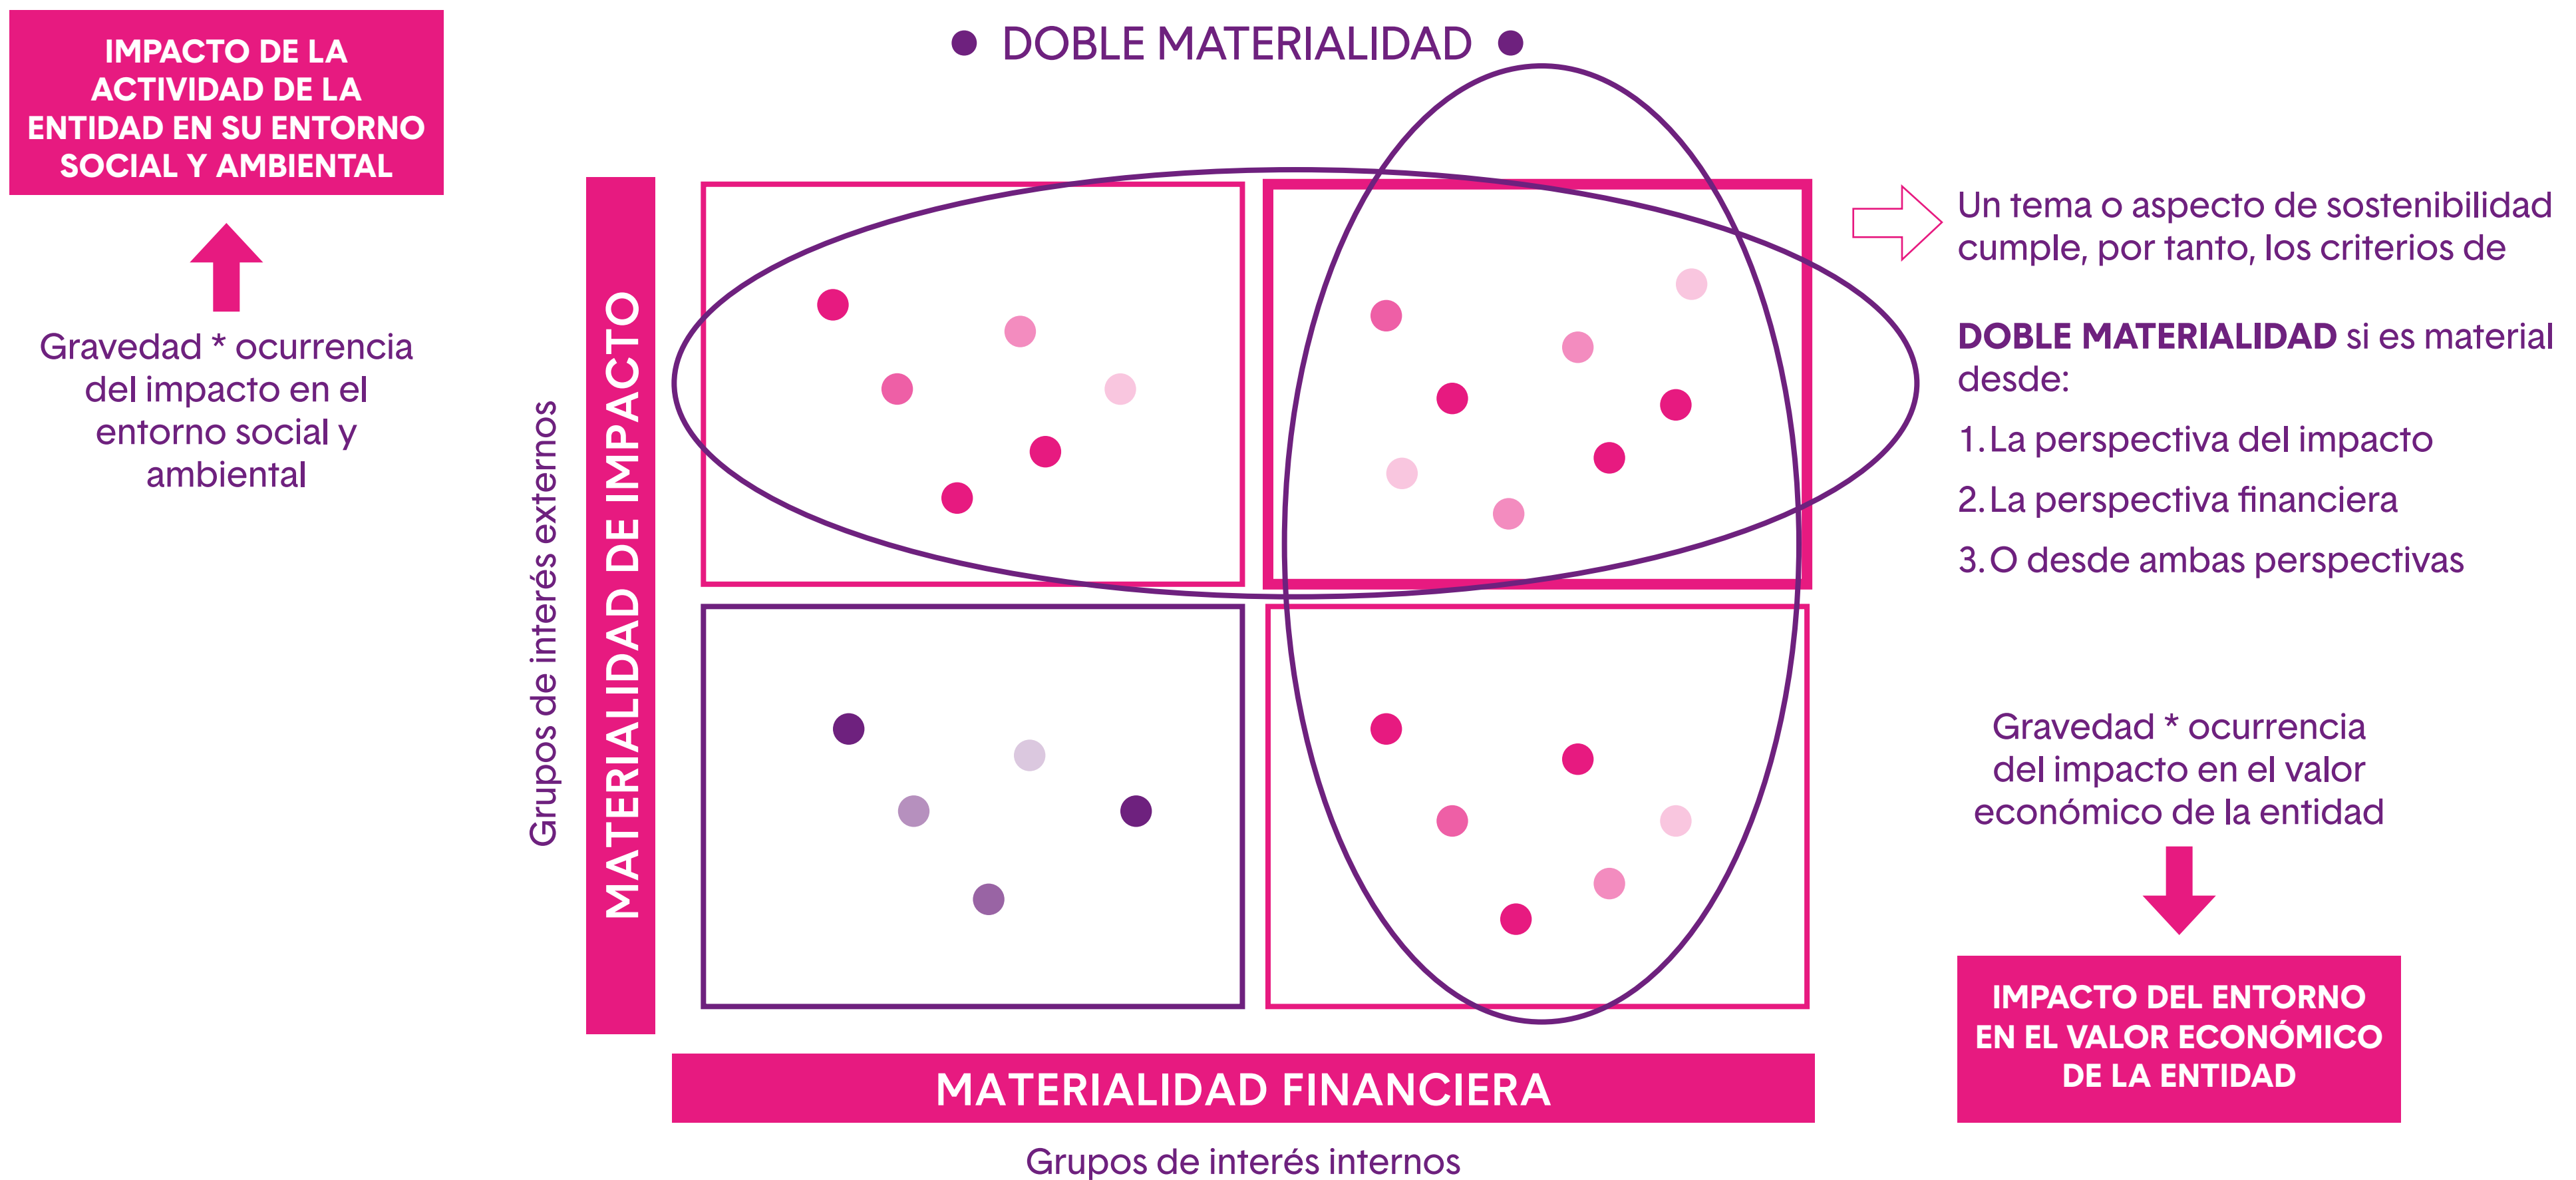 DOBLE MATERIALIDAD
IMPACTO DE LA
ACTIVIDAD DE LA
ENTIDAD EN SU ENTORNO
SOCIAL Y AMBIENTAL
Gravedad * ocurrencia
del impacto en el
entorno social y
ambiental
Grupos de interés externos
MATERIALIDAD DE IMPACTO
Un tema o aspecto de sostenibilidad
cumple, por tanto, los criterios de
DOBLE MATERIALIDAD si es material
desde:
1. La perspectiva del impacto
2. La perspectiva financiera
3. O desde ambas perspectivas
Gravedad * ocurrencia
del impacto en el valor
económico de la entidad
IMPACTO DEL ENTORNO
EN EL VALOR ECONÓMICO
DE LA ENTIDAD
MATERIALIDAD FINANCIERA
Grupos de interés internos